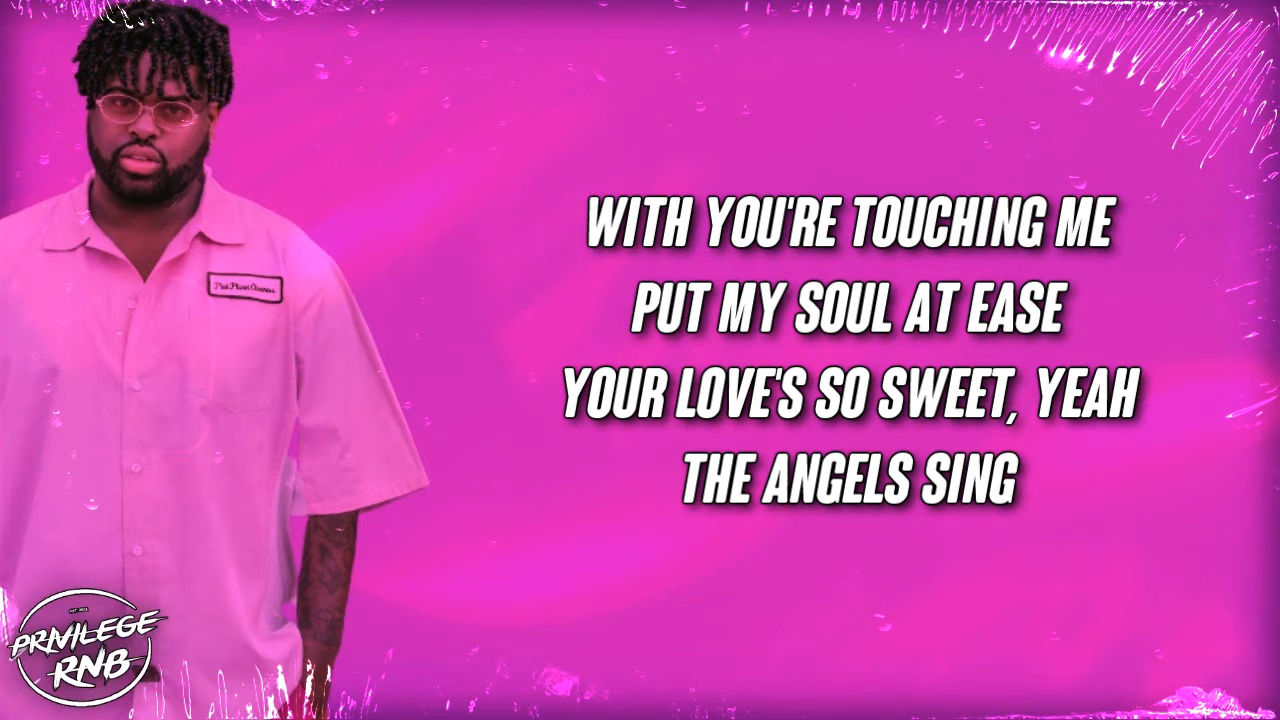 WITH YOU'RE TOUCHING ME
PUT MY SOUL AT EASE
YOUR LOVE'S SO SWEET, YEAH
THE ANGELS SING
PRIVILEGE
RNB